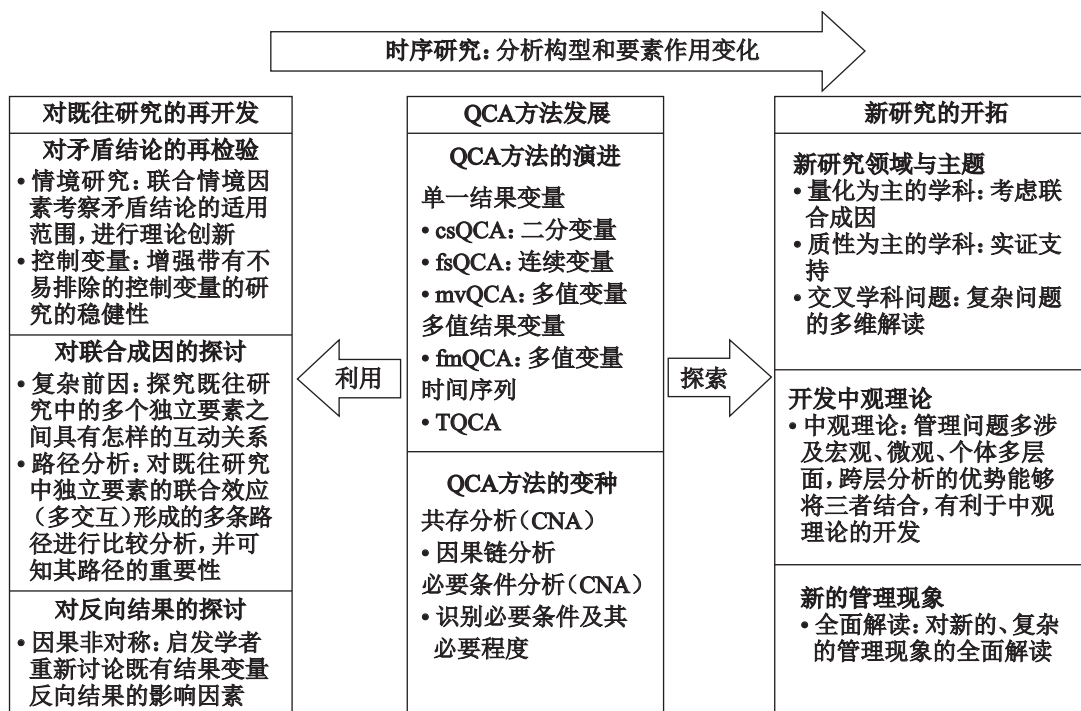 时序研究：分析构型和要素作用变化
对既往研究的再开发
对矛盾结论的再检验
• 情境研究：联合情境因
素考察矛盾结论的适用
范围，进行理论创新
• 控制变量：增强带有不
易排除的控制变量的研
究的稳健性
对联合成因的探讨
• 复杂前因：探究既往研
究中的多个独立要素之
间具有怎样的互动关系
• 路径分析：对既往研究
中独立要素的联合效应
（多交互）形成的多条路
径进行比较分析，并可
知其路径的重要性
对反向结果的探讨
• 因果非对称：启发学者
重新讨论既有结果变量
反向结果的影响因素
利用
QCA方法发展
QCA方法的演进
单一结果变量
• csQCA：二分变量
• fsQCA：连续变量
• mvQCA：多值变量
多值结果变量
• fmQCA：多值变量
时间序列
• TQCA
QCA方法的变种
共存分析（CNA）
• 因果链分析
必要条件分析（CNA）
• 识别必要条件及其
必要程度
探索
新研究的开拓
新研究领域与主题
• 量化为主的学科：考虑联
合成因
• 质性为主的学科：实证支
持
• 交叉学科问题：复杂问题
的多维解读
开发中观理论
• 中观理论：管理问题多涉
及宏观、微观、个体多层
面，跨层分析的优势能够
将三者结合，有利于中观
理论的开发
新的管理现象
• 全面解读：对新的、复杂
的管理现象的全面解读